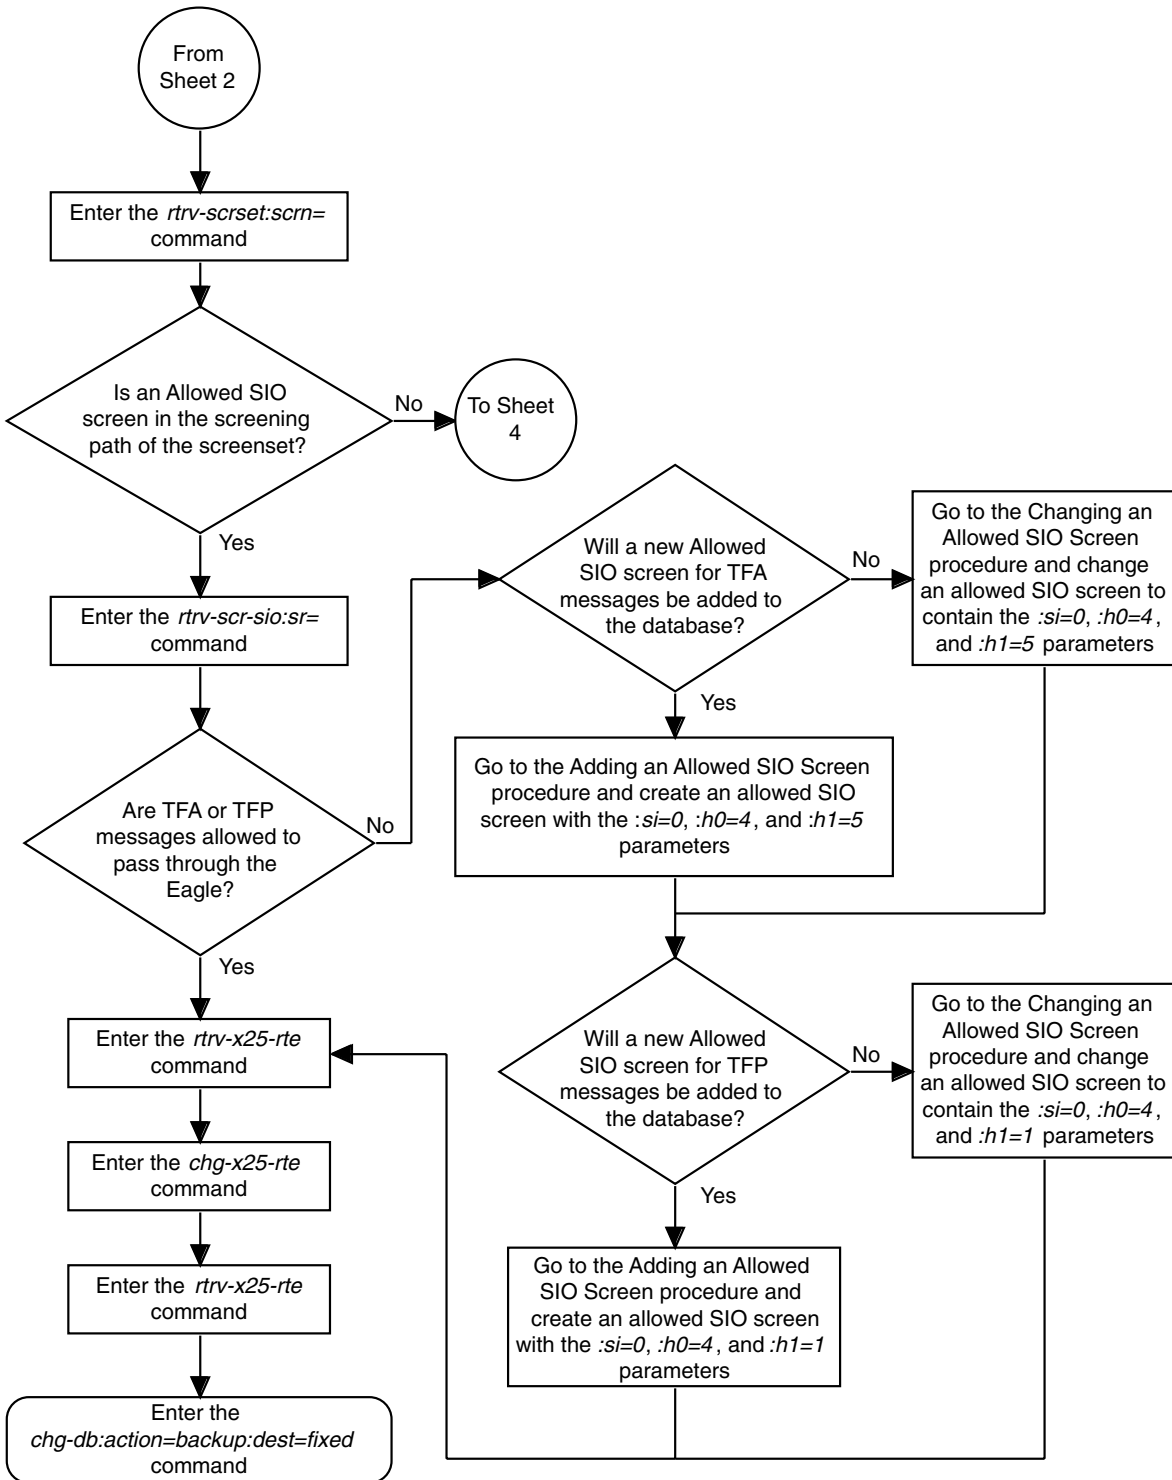 From
Sheet 2
Enter the rtrv-scrset:scrn=
command
Is an Allowed SIO
screen in the screening
path of the screenset?
No
To Sheet
4
Yes
Enter the rtrv-scr-sio:sr=
command
Are TFA or TFP
messages allowed to
pass through the
Eagle?
No
Yes
Enter the rtrv-x25-rte
command
Enter the chg-x25-rte
command
Enter the rtrv-x25-rte
command
Enter the
chg-db:action=backup:dest=fixed
command
Will a new Allowed
SIO screen for TFA
messages be added to
the database?
No
Go to the Changing an
Allowed SIO Screen
procedure and change
an allowed SIO screen to
contain the :si=0, :h0=4,
and :h1=5 parameters
Yes
Go to the Adding an Allowed SIO Screen
procedure and create an allowed SIO
screen with the :si=0, :h0=4, and :h1=5
parameters
Will a new Allowed
SIO screen for TFP
messages be added to
the database?
No
Go to the Changing an
Allowed SIO Screen
procedure and change
an allowed SIO screen to
contain the :si=0, :h0=4,
and :h1=1 parameters
Yes
Go to the Adding an Allowed
SIO Screen procedure and
create an allowed SIO screen
with the :si=0, :h0=4, and :h1=1
parameters